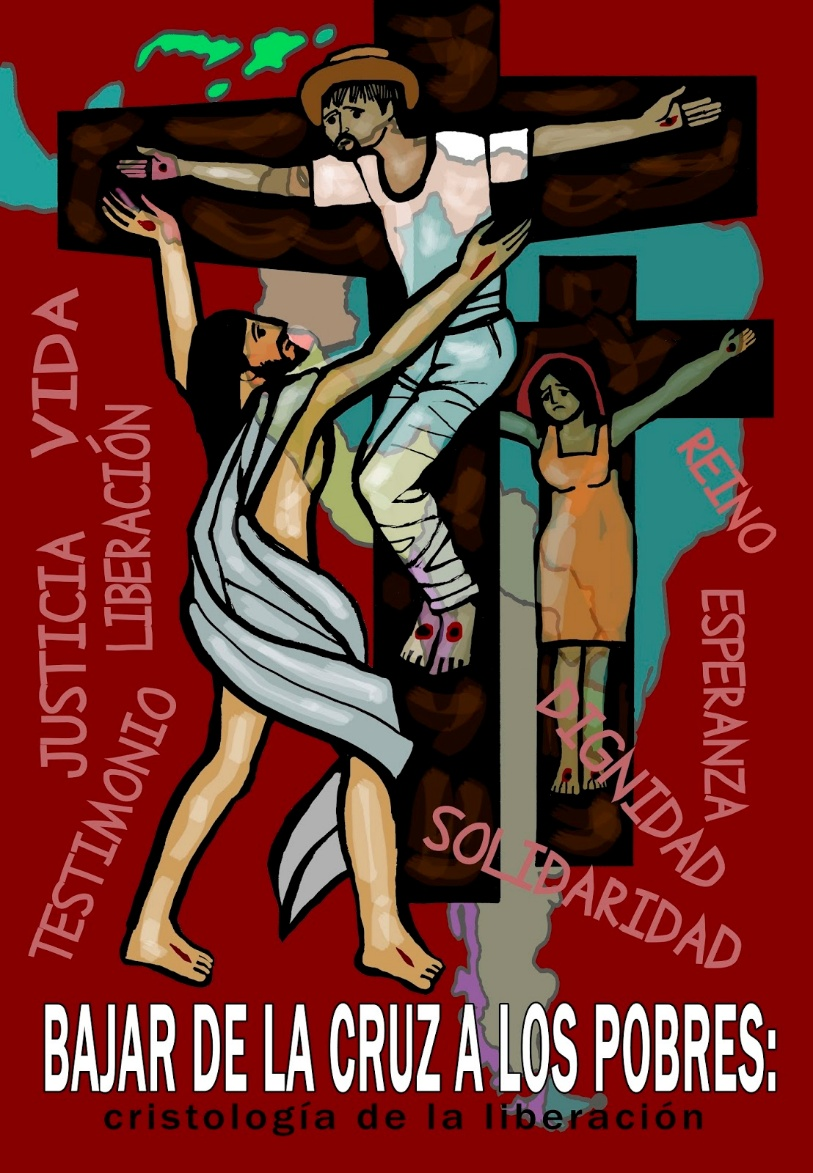 VIDA
LIBERACIÓN
JUSTICIA
TESTIMONIO
REINO
ESPERANZA
DIGNIDAD
SOLIDARIDAD
BAJAR DE LA CRUZ A LOS POBRES:
cristología de la liberación